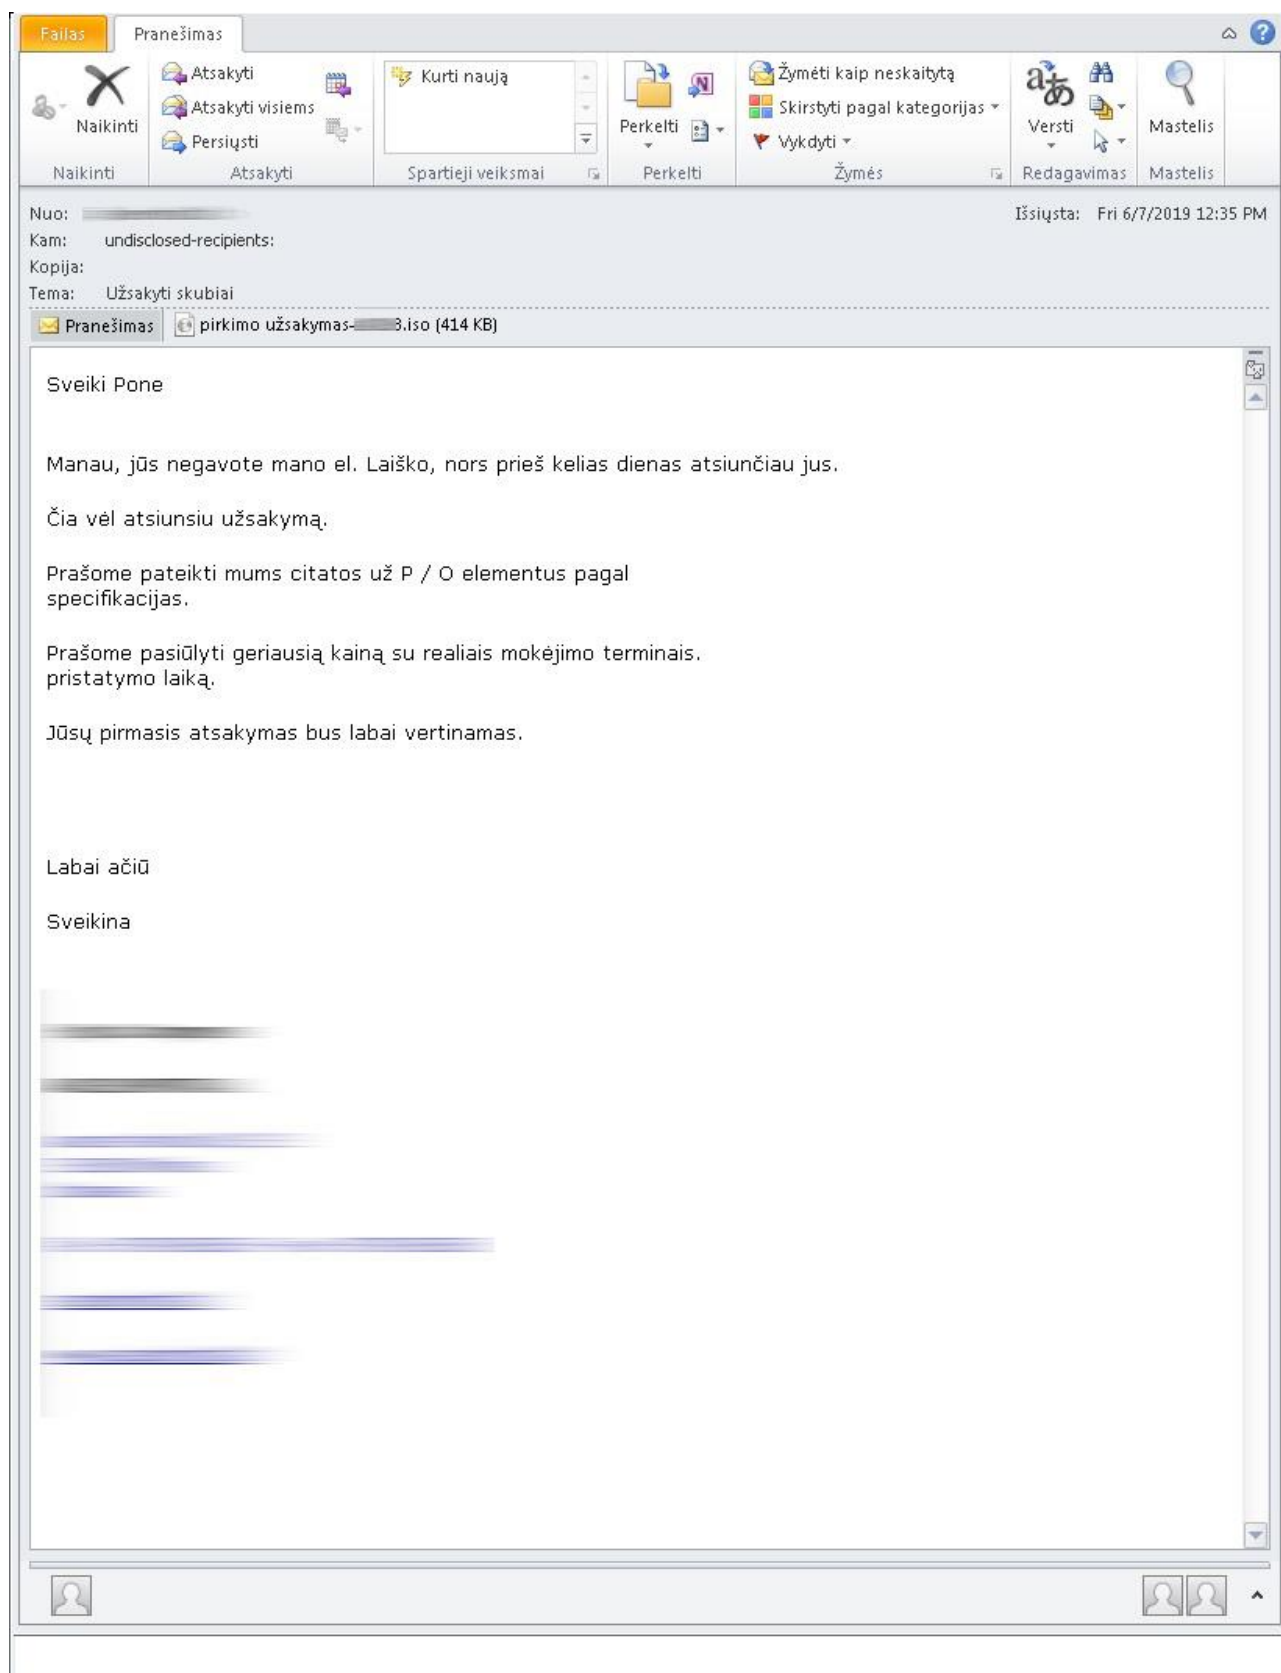 Failas Pranešimas
Naikinti
Atsakyti
Atsakyti visiems
Persiųsti
Kurti naują
Perkelti
Žymėti kaip neskaitytą
Skirstyti pagal kategorijas
Vykdyti
Versti
Mastelis
Naikinti Atsakyti Spartieji veiksmai Perkelti Žymės Redagavimas Mastelis
Nuo: Išsiųsta: Fri 6/7/2019 12:35 PM
Kam: undisclosed-recipients:
Kopija:
Tema: Užsakyti skubiai
Pranešimas pirkimo užsakymas- 3.iso (414 KB)
Sveiki Pone
Manau, jūs negavote mano el. Laiško, nors prieš kelias dienas atsiunčiau jus.
Čia vėl atsiunsiu užsakymą.
Prašome pateikti mums citatos už P / O elementus pagal
specifikacijas.
Prašome pasiūlyti geriausią kainą su realiais mokėjimo terminais.
pristatymo laiką.
Jūsų pirmasis atsakymas bus labai vertinamas.
Labai ačiū
Sveikina